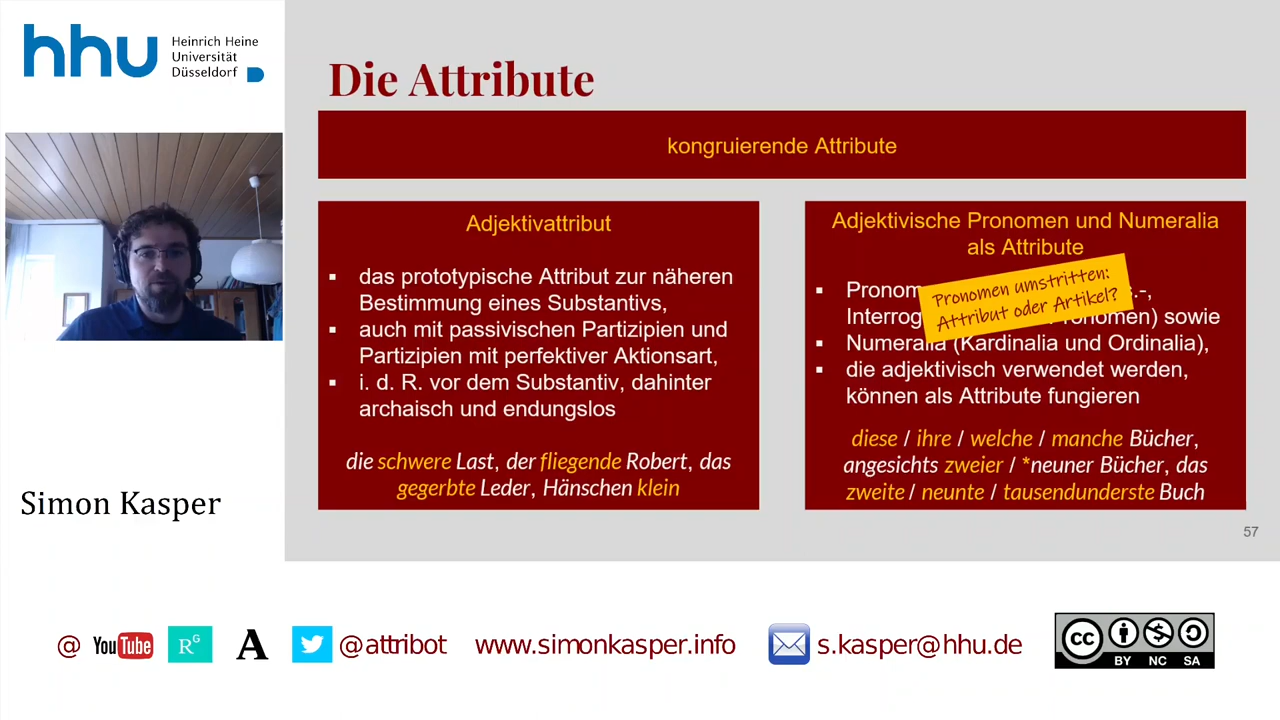 hhu
Heinrich Heine
Universität
Düsseldorf
Die Attribute
kongruierende Attribute
Adjektivattribut
▪ das prototypische Attribut zur näheren
Bestimmung eines Substantivs,
▪ auch mit passivischen Partizipien und
Partizipien mit perfektiver Aktionsart,
▪ i. d. R. vor dem Substantiv, dahinter
archaisch und endungslos
die schwere Last, der fliegende Robert, das
gegerbte Leder, Hänschen klein
Adjektivische Pronomen und Numeralia
als Attribute
Pronomen umstritten:
Attribut oder Artikel?
▪ Pronom
Interrog sowie
▪ Numeralia (Kardinalia und Ordinalia),
▪ die adjektivisch verwendet werden,
können als Attribute fungieren
diese / ihre / welche / manche Bücher,
angesichts zweier / *neuner Bücher, das
zweite / neunte / tausendunderste Buch
57
Simon Kasper
@ YouTube RG A @attribot www.simonkasper.info s.kasper@hhu.de
cc BY NC SA